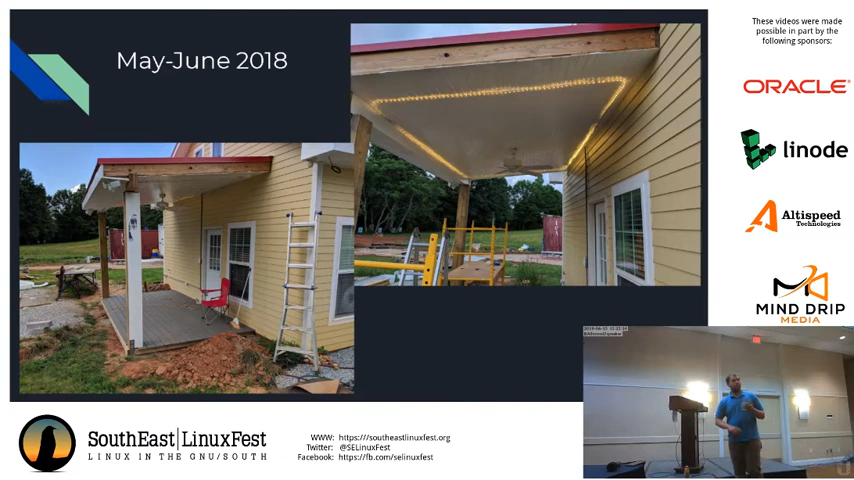 May-June 2018
These videos were made
possible in part by the
following sponsors:
ORACLE
linode
Altispeed
Technologies
MIND DRIP
MEDIA
SouthEast|LinuxFest
LINUX IN THE GNU/SOUTH
WWW: https:///southeastlinuxfest.org
Twitter: @SELinuxFest
Facebook: https://fb.com/selinuxfest